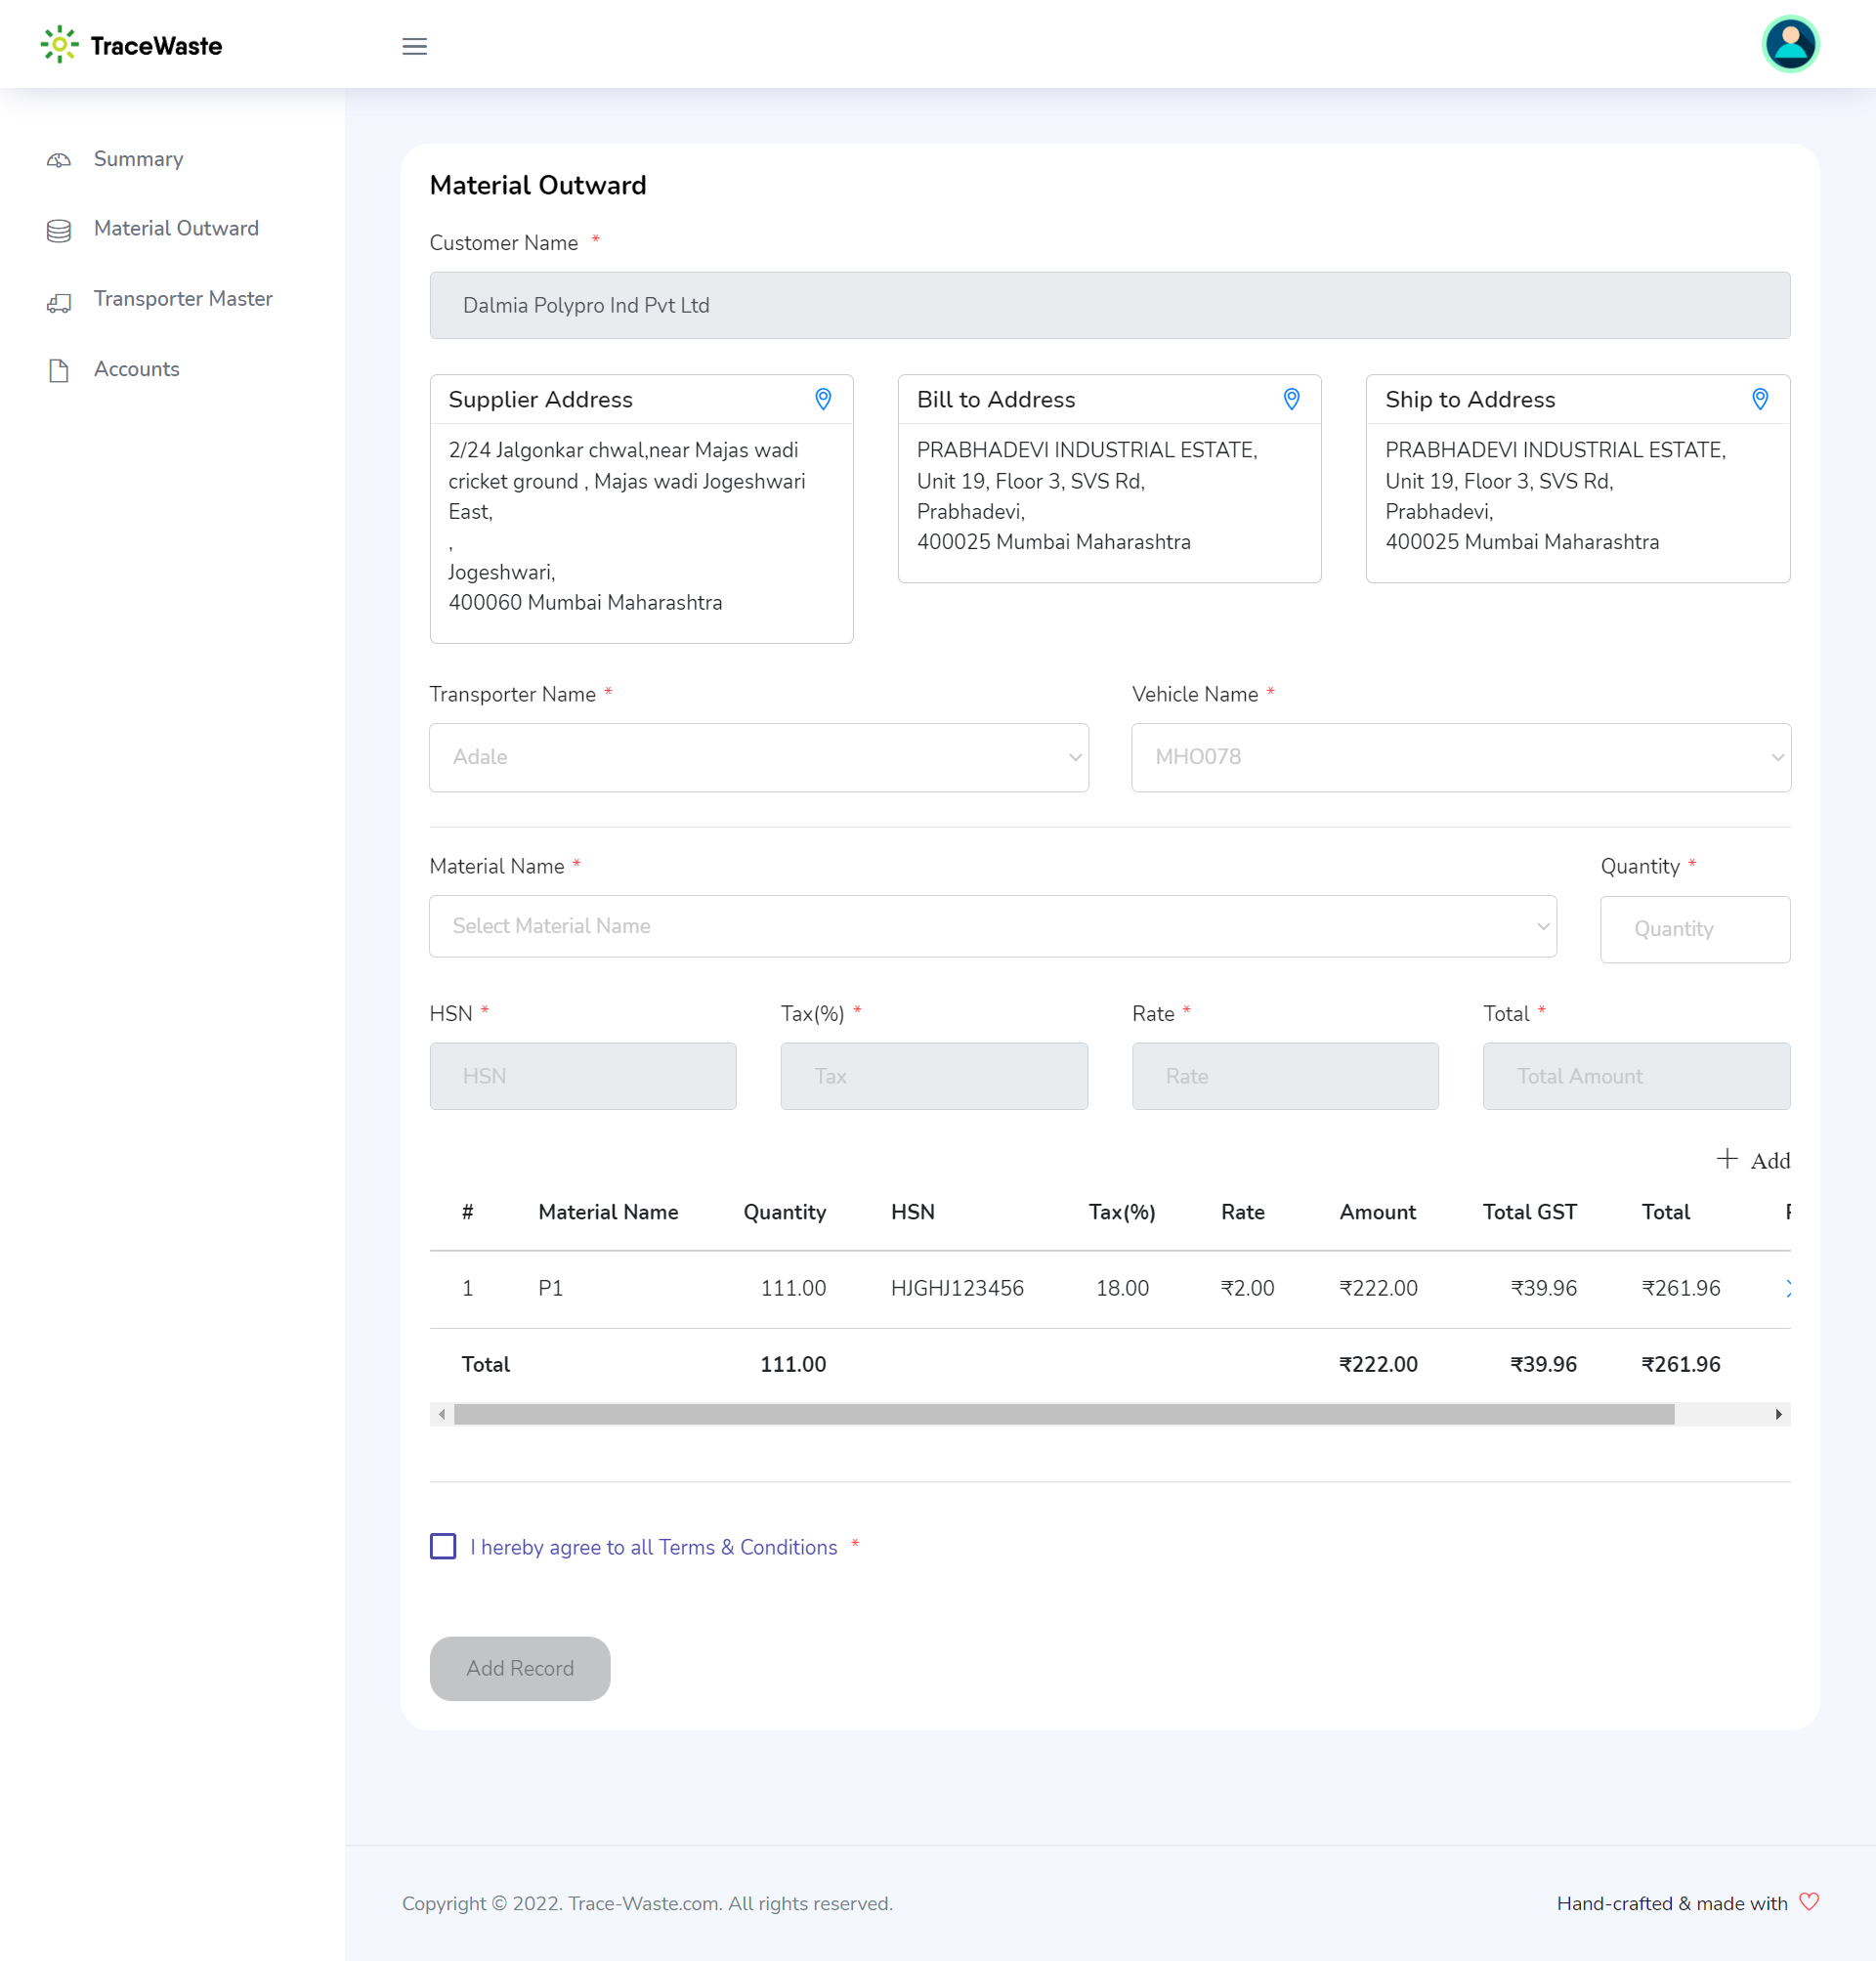 TraceWaste
Summary
Material Outward
Transporter Master
Accounts
Material Outward
Customer Name *
Dalmia Polypro Ind Pvt Ltd
Supplier Address
2/24 Jalgonkar chwal,near Majas wadi
cricket ground , Majas wadi Jogeshwari
East,
,
Jogeshwari,
400060 Mumbai Maharashtra
Bill to Address
PRABHADEVI INDUSTRIAL ESTATE,
Unit 19, Floor 3, SVS Rd,
Prabhadevi,
400025 Mumbai Maharashtra
Ship to Address
PRABHADEVI INDUSTRIAL ESTATE,
Unit 19, Floor 3, SVS Rd,
Prabhadevi,
400025 Mumbai Maharashtra
Transporter Name *
Adale
Vehicle Name *
MHO078
Material Name *
Select Material Name
Quantity *
Quantity
HSN * Tax(%) * Rate * Total *
HSN Tax Rate Total Amount
+ Add
# Material Name Quantity HSN Tax(%) Rate Amount Total GST Total
1 P1 111.00 HJGHJ123456 18.00 ₹2.00 ₹222.00 ₹39.96 ₹261.96
Total 111.00 ₹222.00 ₹39.96 ₹261.96
I hereby agree to all Terms & Conditions *
Add Record
Copyright © 2022. Trace-Waste.com. All rights reserved.
Hand-crafted & made with ♡